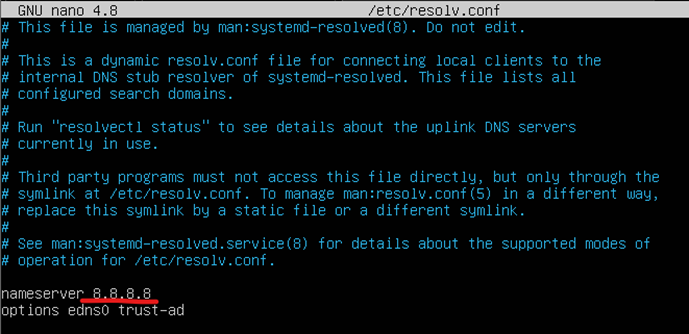 GNU nano 4.8 /etc/resolv.conf
# This file is managed by man:systemd-resolved(8). Do not edit.
#
# This is a dynamic resolv.conf file for connecting local clients to the
# internal DNS stub resolver of systemd-resolved. This file lists all
# configured search domains.
#
# Run "resolvectl status" to see details about the uplink DNS servers
# currently in use.
#
# Third party programs must not access this file directly, but only through the
# symlink at /etc/resolv.conf. To manage man:resolv.conf(5) in a different way,
# replace this symlink by a static file or a different symlink.
#
# See man:systemd-resolved.service(8) for details about the supported modes of
# operation for /etc/resolv.conf.
nameserver 8.8.8.8
options edns0 trust-ad